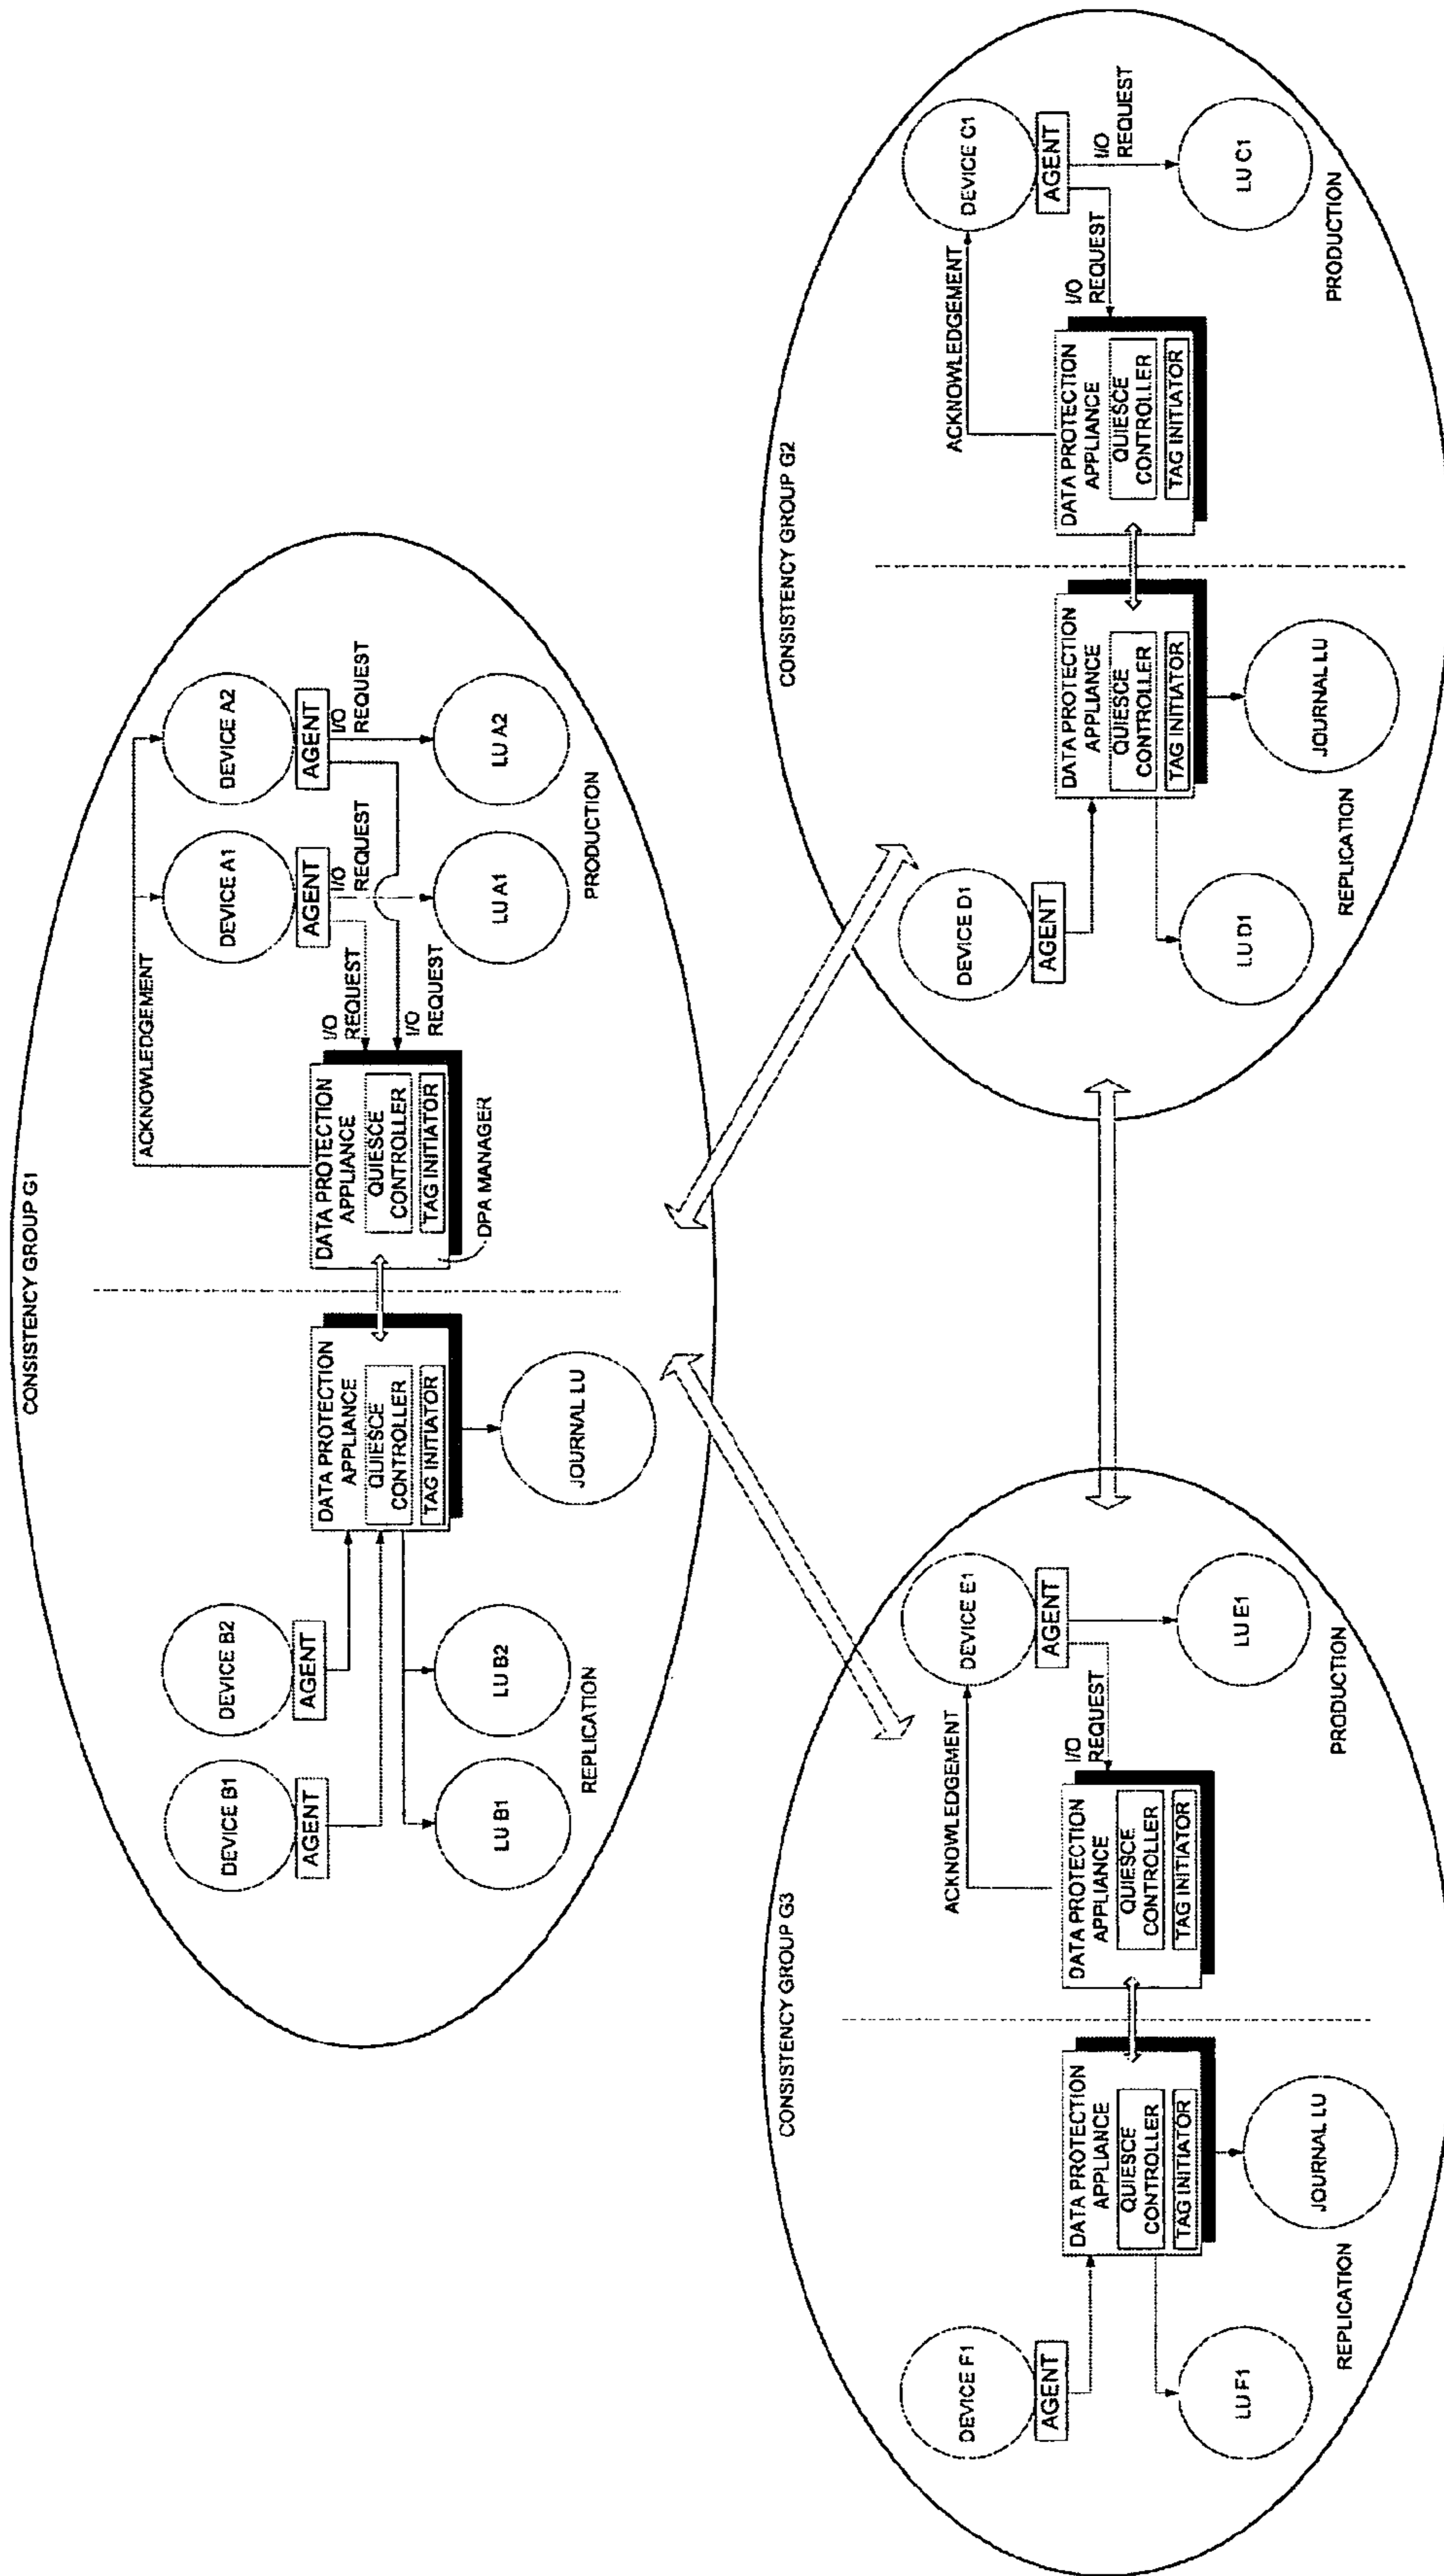 CONSISTENCY GROUP G1
DEVICE B1
AGENT
DEVICE B2
AGENT
LU B1
LU B2
REPLICATION
DATA PROTECTION
APPLIANCE
QUIESCE
CONTROLLER
TAG INITIATOR
JOURNAL LU
DATA PROTECTION
APPLIANCE
QUIESCE
CONTROLLER
TAG INITIATOR
DPA MANAGER
ACKNOWLEDGEMENT
I/O
REQUEST
I/O
REQUEST
DEVICE A1
AGENT
I/O
REQUEST
LU A1
DEVICE A2
AGENT
I/O
REQUEST
LU A2
PRODUCTION
CONSISTENCY GROUP G3
DEVICE F1
AGENT
LU F1
REPLICATION
DATA PROTECTION
APPLIANCE
QUIESCE
CONTROLLER
TAG INITIATOR
JOURNAL LU
DATA PROTECTION
APPLIANCE
QUIESCE
CONTROLLER
TAG INITIATOR
ACKNOWLEDGEMENT
I/O
REQUEST
DEVICE E1
AGENT
LU E1
PRODUCTION
CONSISTENCY GROUP G2
DEVICE D1
AGENT
LU D1
REPLICATION
DATA PROTECTION
APPLIANCE
QUIESCE
CONTROLLER
TAG INITIATOR
JOURNAL LU
DATA PROTECTION
APPLIANCE
QUIESCE
CONTROLLER
TAG INITIATOR
ACKNOWLEDGEMENT
I/O
REQUEST
DEVICE C1
AGENT
I/O
REQUEST
LU C1
PRODUCTION